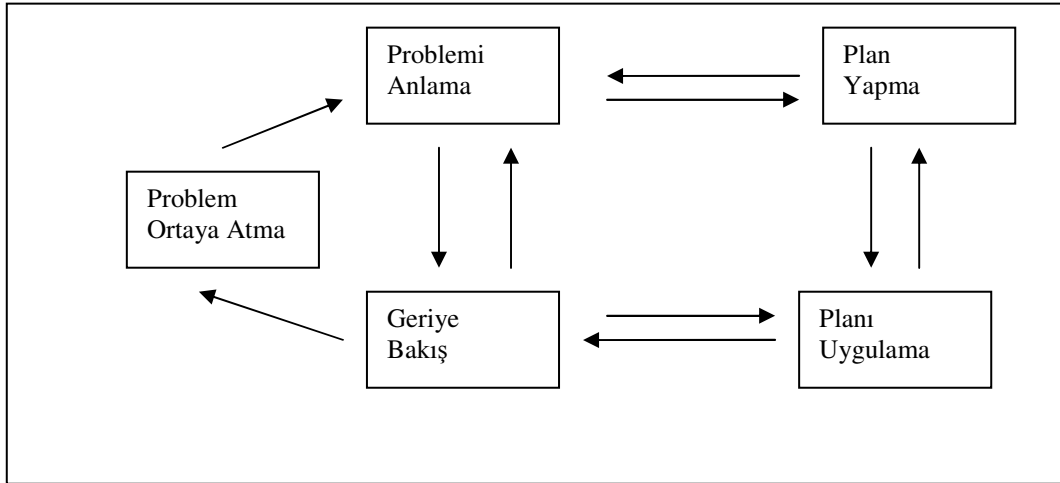 Problemi
Anlama
Plan
Yapma
Problem
Ortaya Atma
Geriye
Bakış
Planı
Uygulama